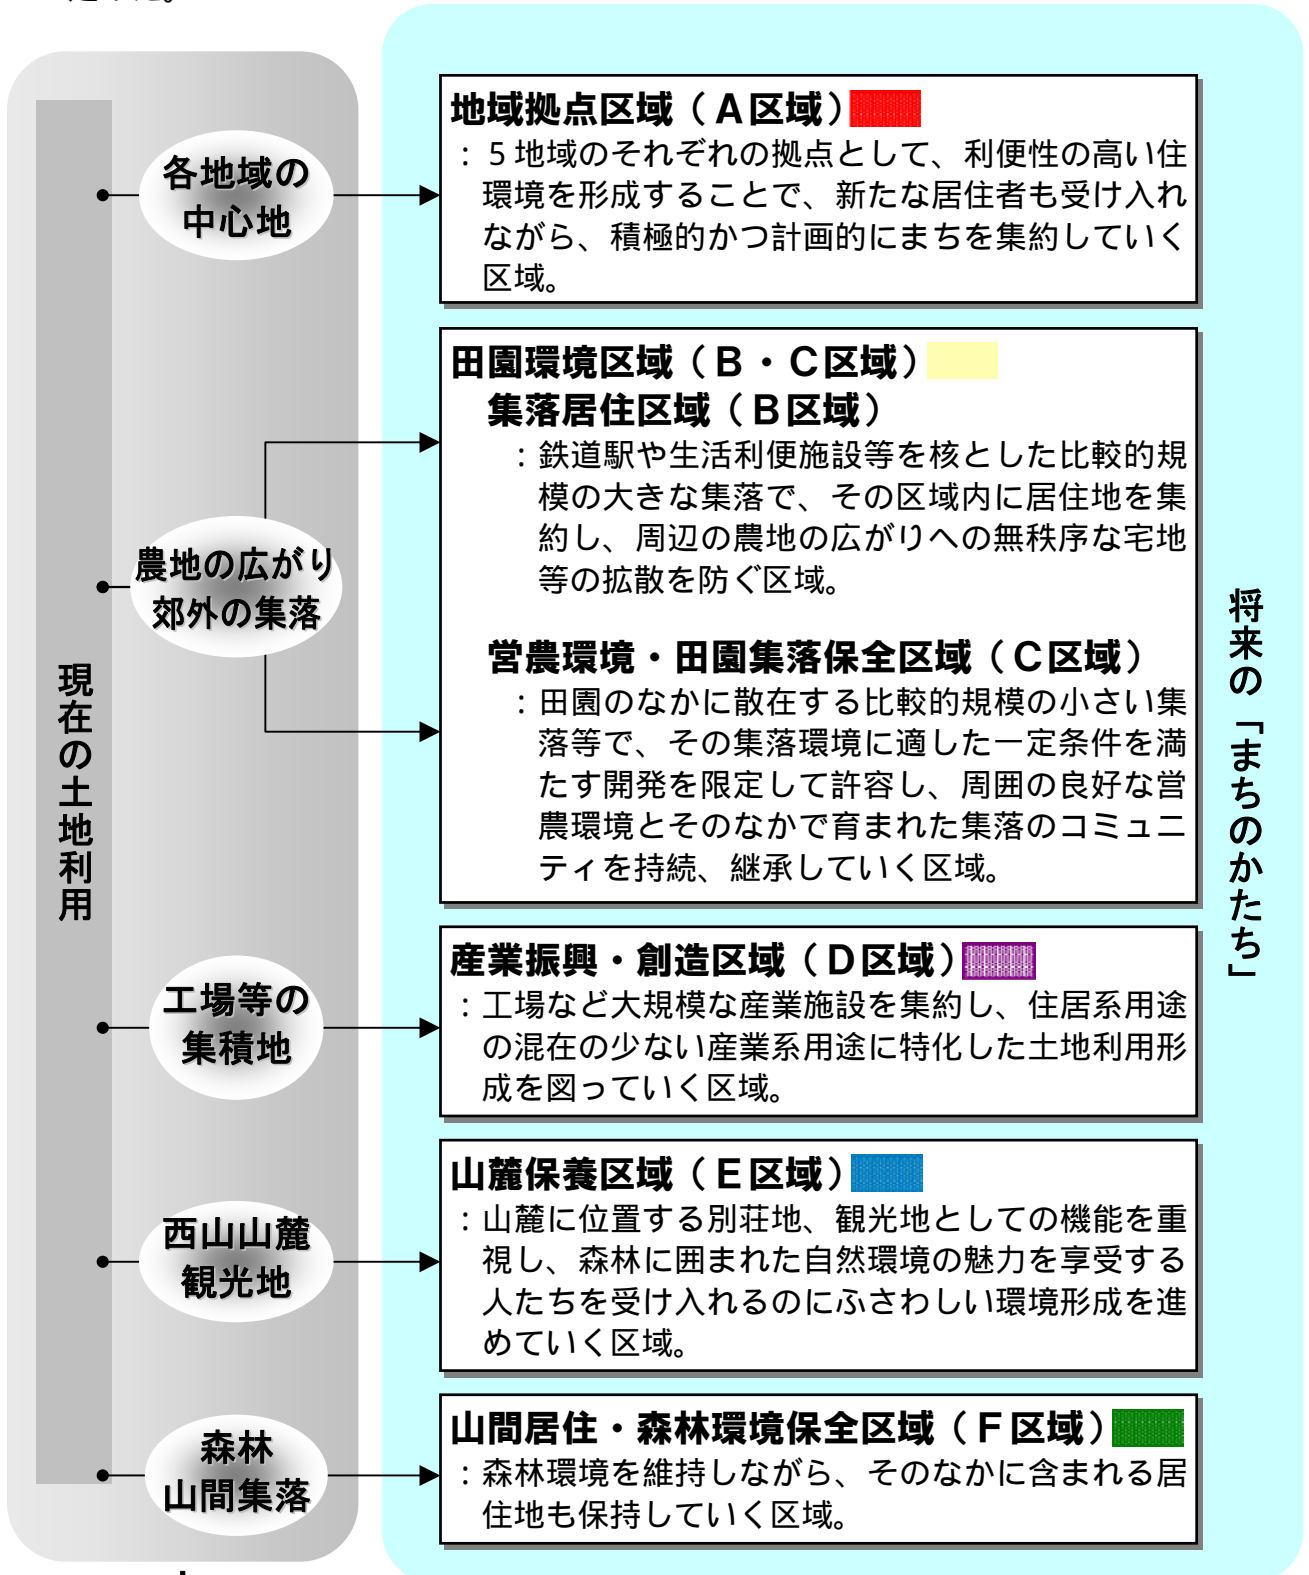 現在の土地利用
各地域の
中心地
地域拠点区域（Ａ区域）
：５地域のそれぞれの拠点として、利便性の高い住
環境を形成することで、新たな居住者も受け入れ
ながら、積極的かつ計画的にまちを集約していく
区域。
農地の広がり
郊外の集落
田園環境区域（Ｂ・Ｃ区域）
集落居住区域（Ｂ区域）
：鉄道駅や生活利便施設等を核とした比較的規
模の大きな集落で、その区域内に居住地を集
約し、周辺の農地の広がりへの無秩序な宅地
等の拡散を防ぐ区域。
営農環境・田園集落保全区域（Ｃ区域）
：田園のなかに散在する比較的規模の小さい集
落等で、その集落環境に適した一定条件を満
たす開発を限定して許容し、周囲の良好な営
農環境とそのなかで育まれた集落のコミュニ
ティを持続、継承していく区域。
工場等の
集積地
産業振興・創造区域（Ｄ区域）
：工場など大規模な産業施設を集約し、住居系用途
の混在の少ない産業系用途に特化した土地利用形
成を図っていく区域。
西山山麓
観光地
山麓保養区域（Ｅ区域）
：山麓に位置する別荘地、観光地としての機能を重
視し、森林に囲まれた自然環境の魅力を享受する
人たちを受け入れるのにふさわしい環境形成を進
めていく区域。
森林
山間集落
山間居住・森林環境保全区域（Ｆ区域）
：森林環境を維持しながら、そのなかに含まれる居
住地も保持していく区域。
将来の「まちのかたち」